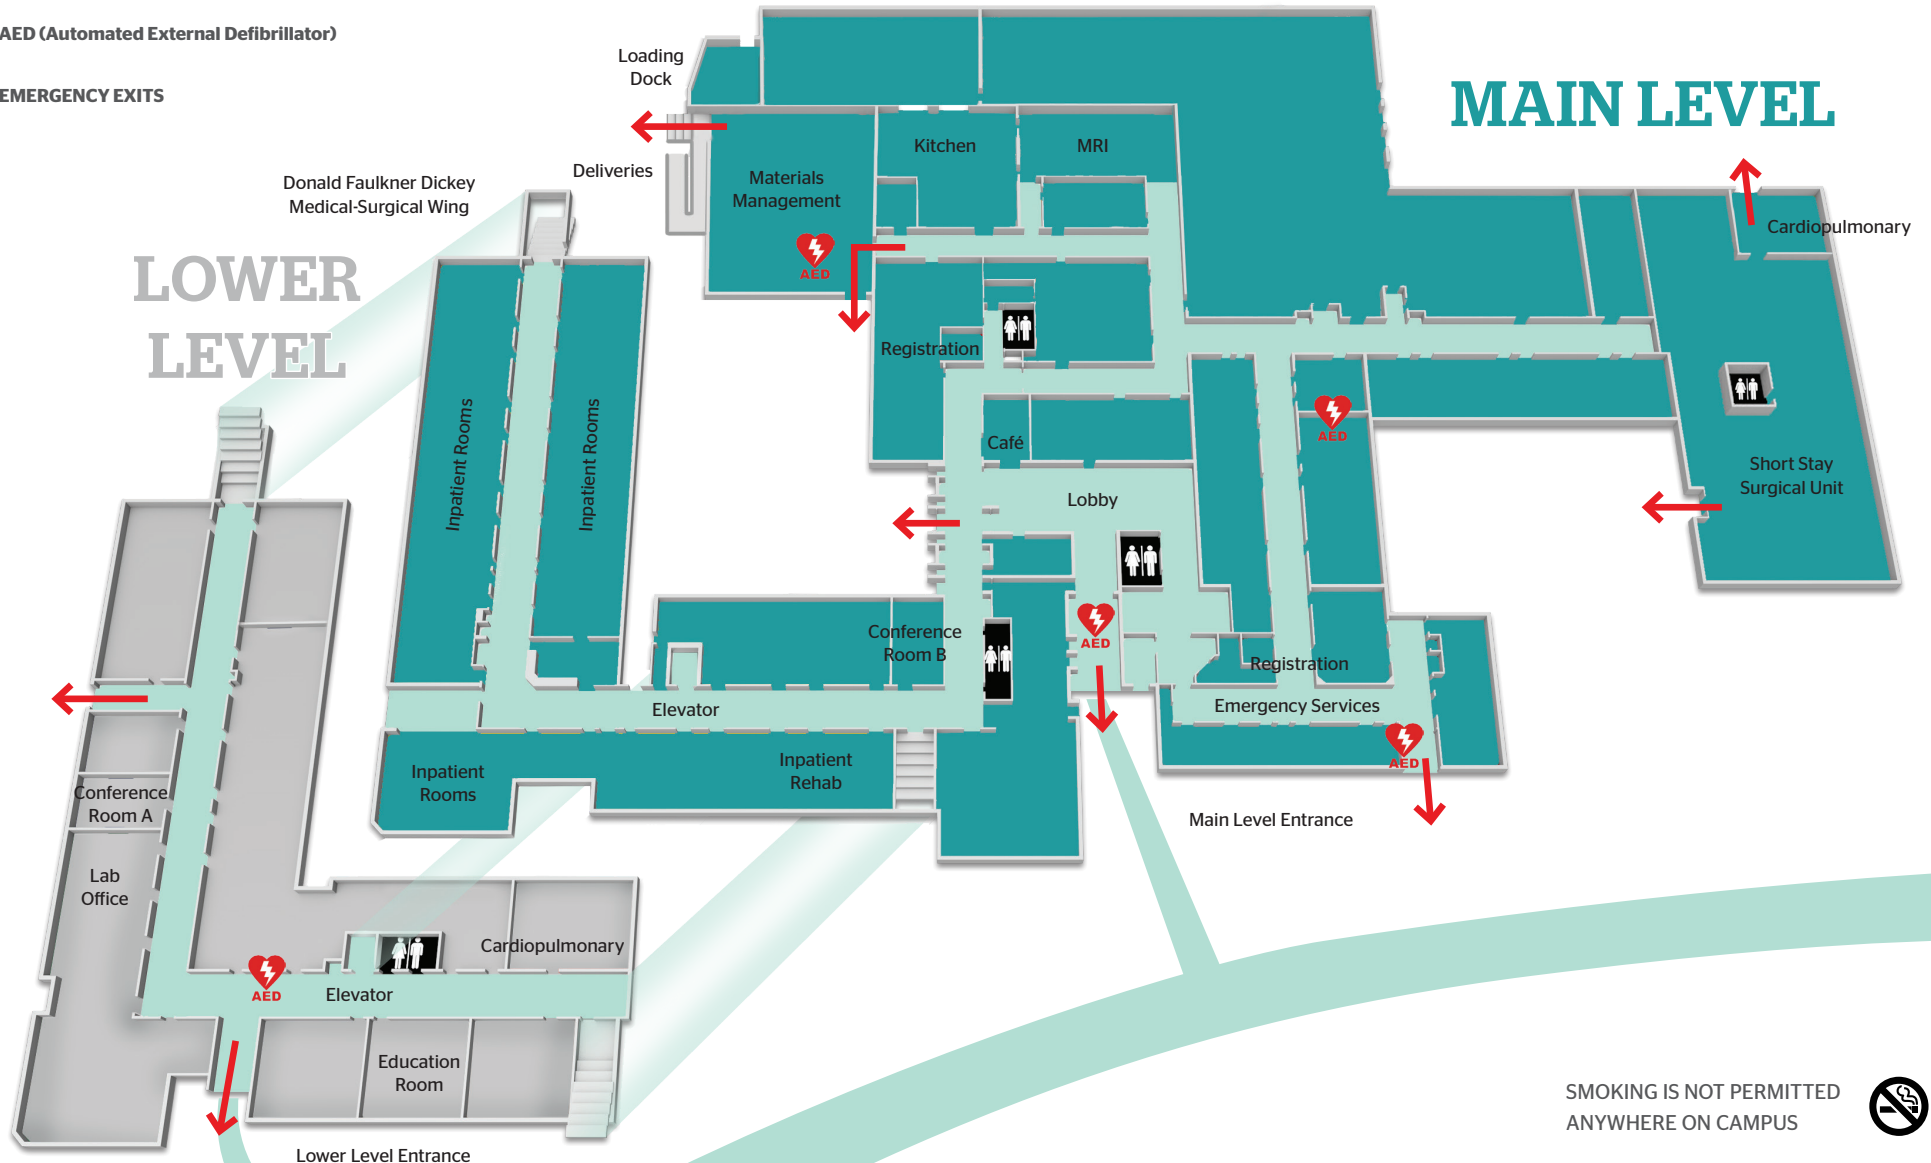 AED (Automated External Defibrillator)
EMERGENCY EXITS
MAIN LEVEL
LOWER
LEVEL
Loading
Dock
Deliveries
Donald Faulkner Dickey
Medical-Surgical Wing
Materials
Management
Kitchen
MRI
Cardiopulmonary
AED
Registration
Café
Lobby
AED
Short Stay
Surgical Unit
Inpatient Rooms
Inpatient Rooms
Conference
Room B
AED
Registration
Elevator
Emergency Services
AED
Inpatient
Rooms
Inpatient
Rehab
Main Level Entrance
Conference
Room A
Lab
Office
Cardiopulmonary
AED
Elevator
Education
Room
Lower Level Entrance
SMOKING IS NOT PERMITTED
ANYWHERE ON CAMPUS